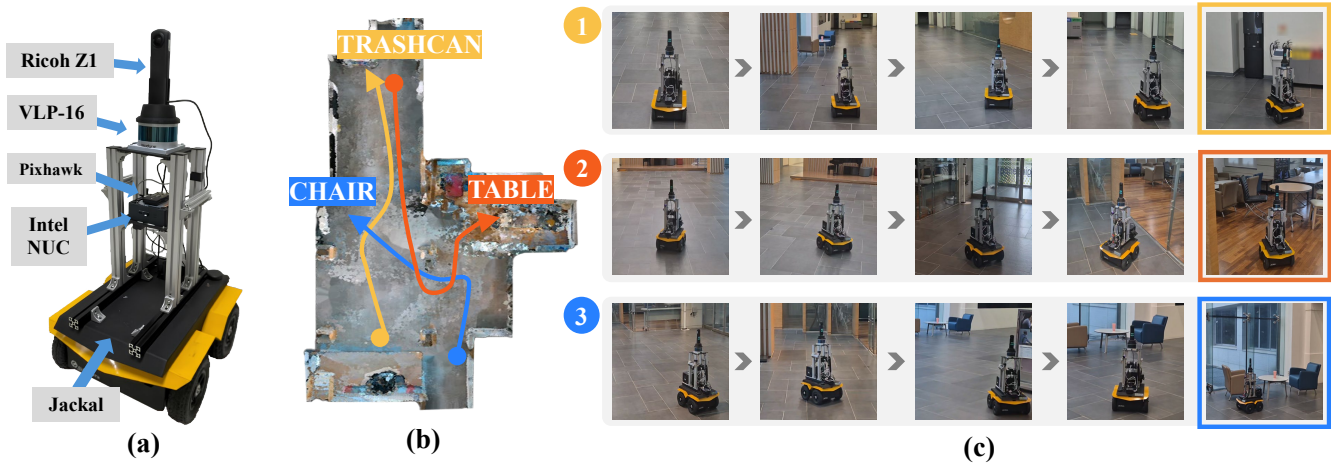 Ricoh Z1
VLP-16
Pixhawk
Intel
NUC
Jackal
(a)
TRASHCAN
CHAIR
TABLE
(b)
1
2
3
(c)